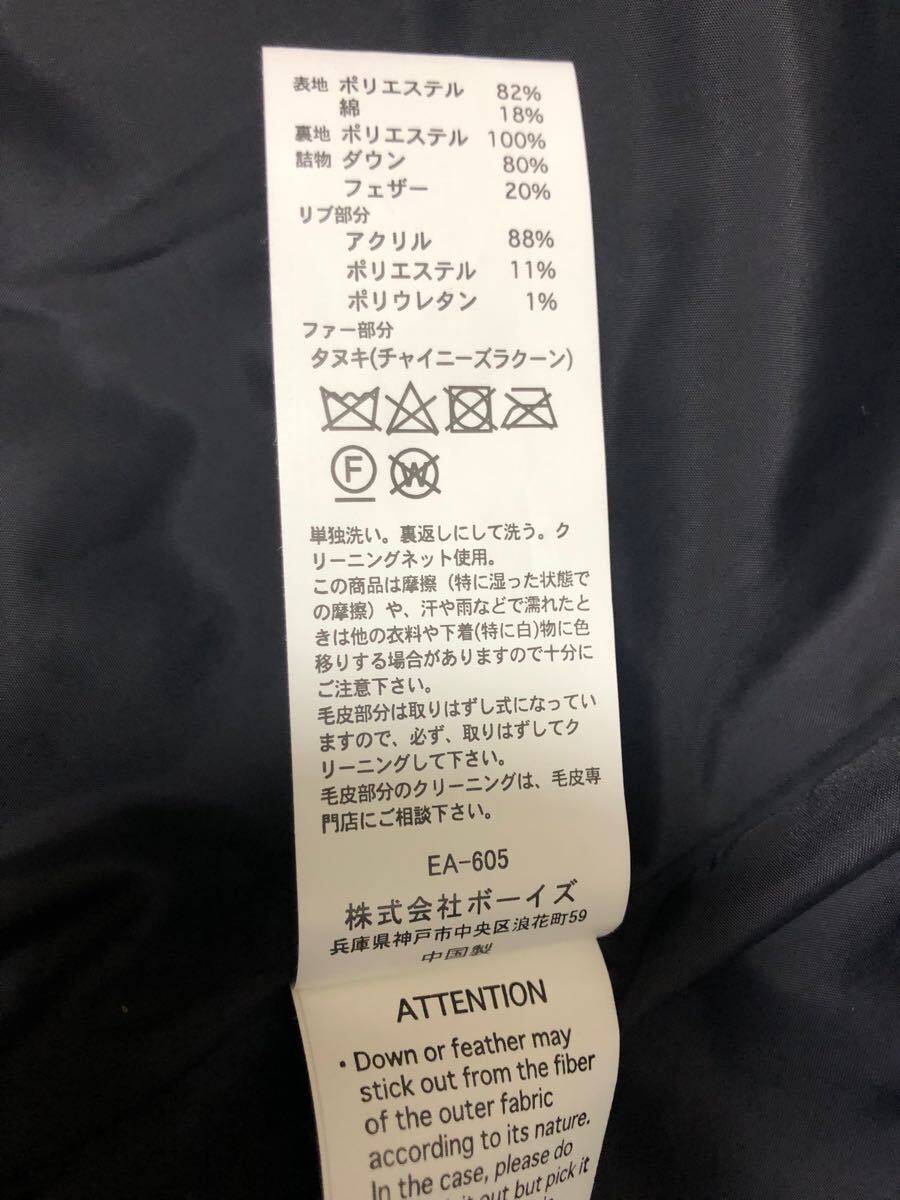 表地 ポリエステル 82%
綿 18%
裏地 ポリエステル 100%
詰物 ダウン 80%
フェザー 20%
リブ部分
アクリル 88%
ポリエステル 11%
ポリウレタン 1%
ファー部分
タヌキ(チャイニーズラクーン)
F W
単独洗い。裏返しにして洗う。ク
リーニングネット使用。
この商品は摩擦（特に湿った状態で
の摩擦）や、汗や雨などで濡れたと
きは他の衣料や下着(特に白)物に色
移りする場合がありますので十分に
ご注意下さい。
毛皮部分は取りはずし式になってい
ますので、必ず、取りはずしてク
リーニングして下さい。
毛皮部分のクリーニングは、毛皮専
門店にご相談下さい。
EA-605
株式会社ボーイズ
兵庫県神戸市中央区浪花町59
中国製
ATTENTION
・Down or feather may
stick out from the fiber
of the outer fabric
according to its nature.
In the case, please do
it out but pick it